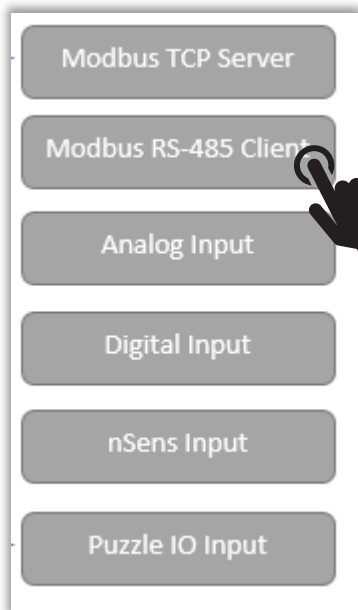 Modbus TCP Server
Modbus RS-485 Client
Analog Input
Digital Input
nSens Input
Puzzle IO Input